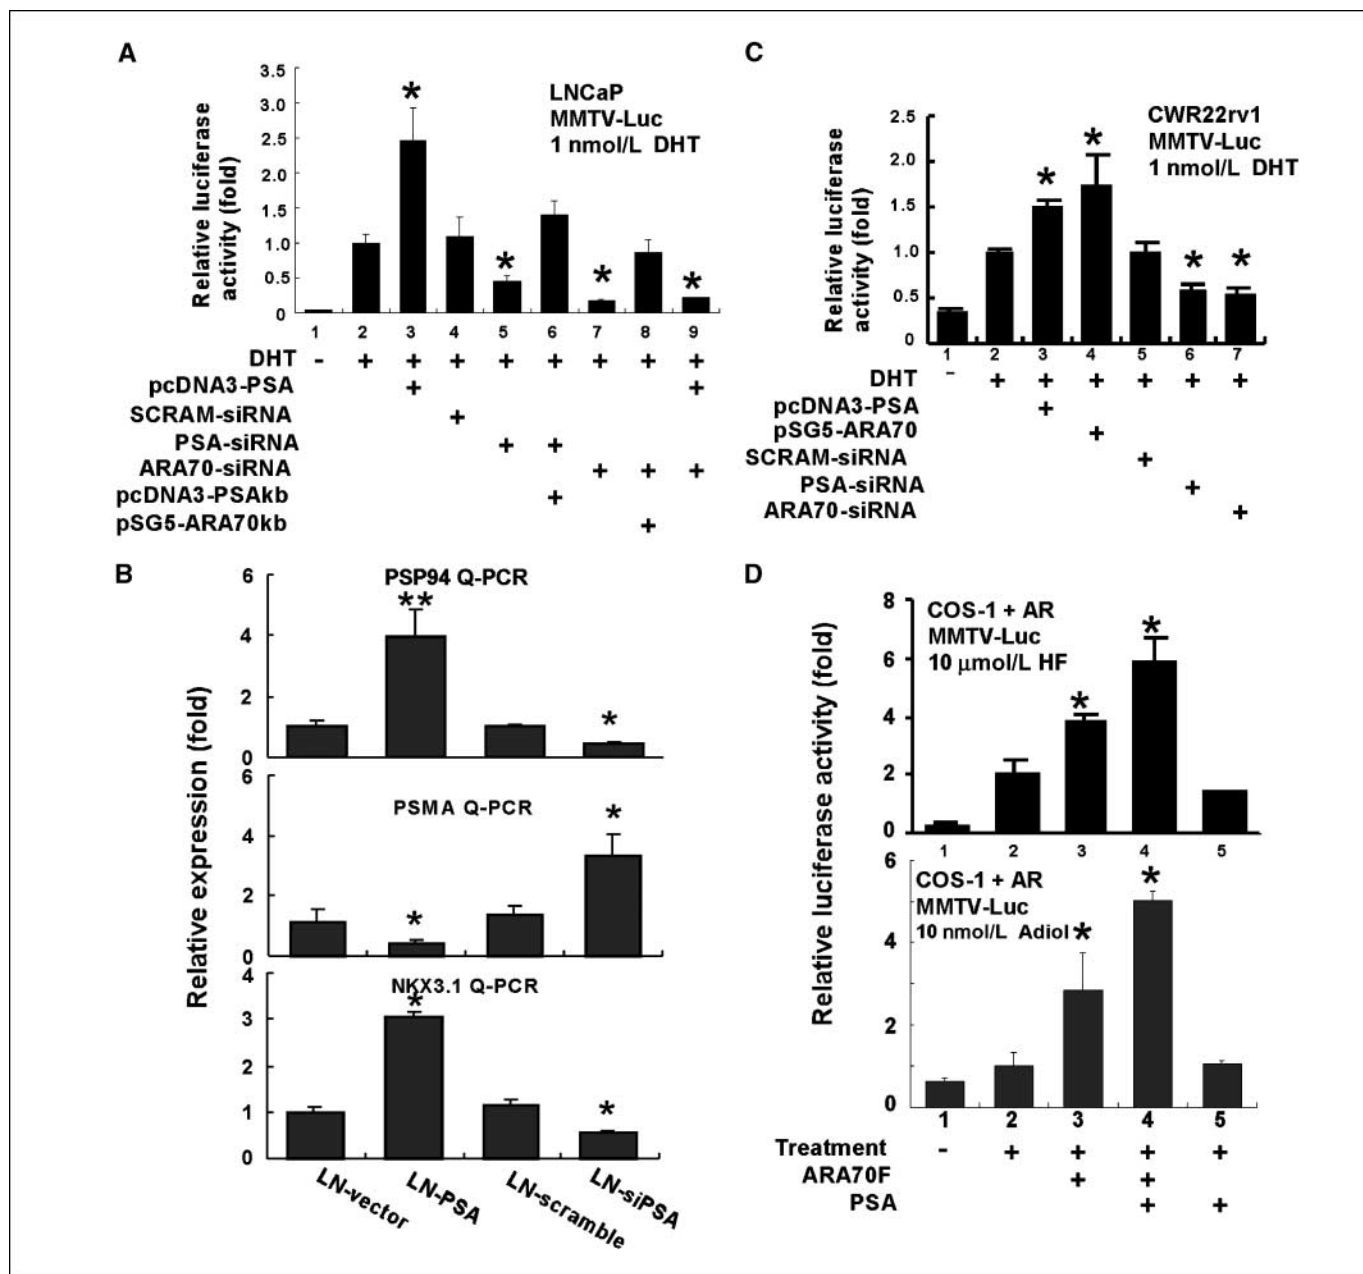 A
3.5
3.0
2.5
2.0
1.5
1.0
0.5
0
Relative luciferase
activity (fold)
LNCaP
MMTV-Luc
1 nmol/L DHT
*
*
*
*
1 2 3 4 5 6 7 8 9
DHT - + + + + + + + +
pcDNA3-PSA + +
SCRAM-siRNA +
PSA-siRNA + +
ARA70-siRNA + + +
pcDNA3-PSAkb +
pSG5-ARA70kb +
C
2.5
2.0
1.5
1.0
0.5
0
Relative luciferase
activity (fold)
CWR22rv1
MMTV-Luc
1 nmol/L DHT
*
*
*
*
1 2 3 4 5 6 7
DHT - + + + + + +
pcDNA3-PSA +
pSG5-ARA70 +
SCRAM-siRNA +
PSA-siRNA +
ARA70-siRNA +
B
Relative expression (fold)
PSP94 Q-PCR
6
4
2
0
**
*
PSMA Q-PCR
6
4
2
0
*
*
NKX3.1 Q-PCR
4
3
2
1
0
*
*
LN-vector
LN-PSA
LN-scramble
LN-siPSA
D
Relative luciferase activity (fold)
8
6
4
2
0
COS-1 + AR
MMTV-Luc
10 μmol/L HF
*
*
1 2 3 4 5
6
4
2
0
COS-1 + AR
MMTV-Luc
10 nmol/L Adiol
*
*
1 2 3 4 5
Treatment - + + + +
ARA70F + +
PSA + +